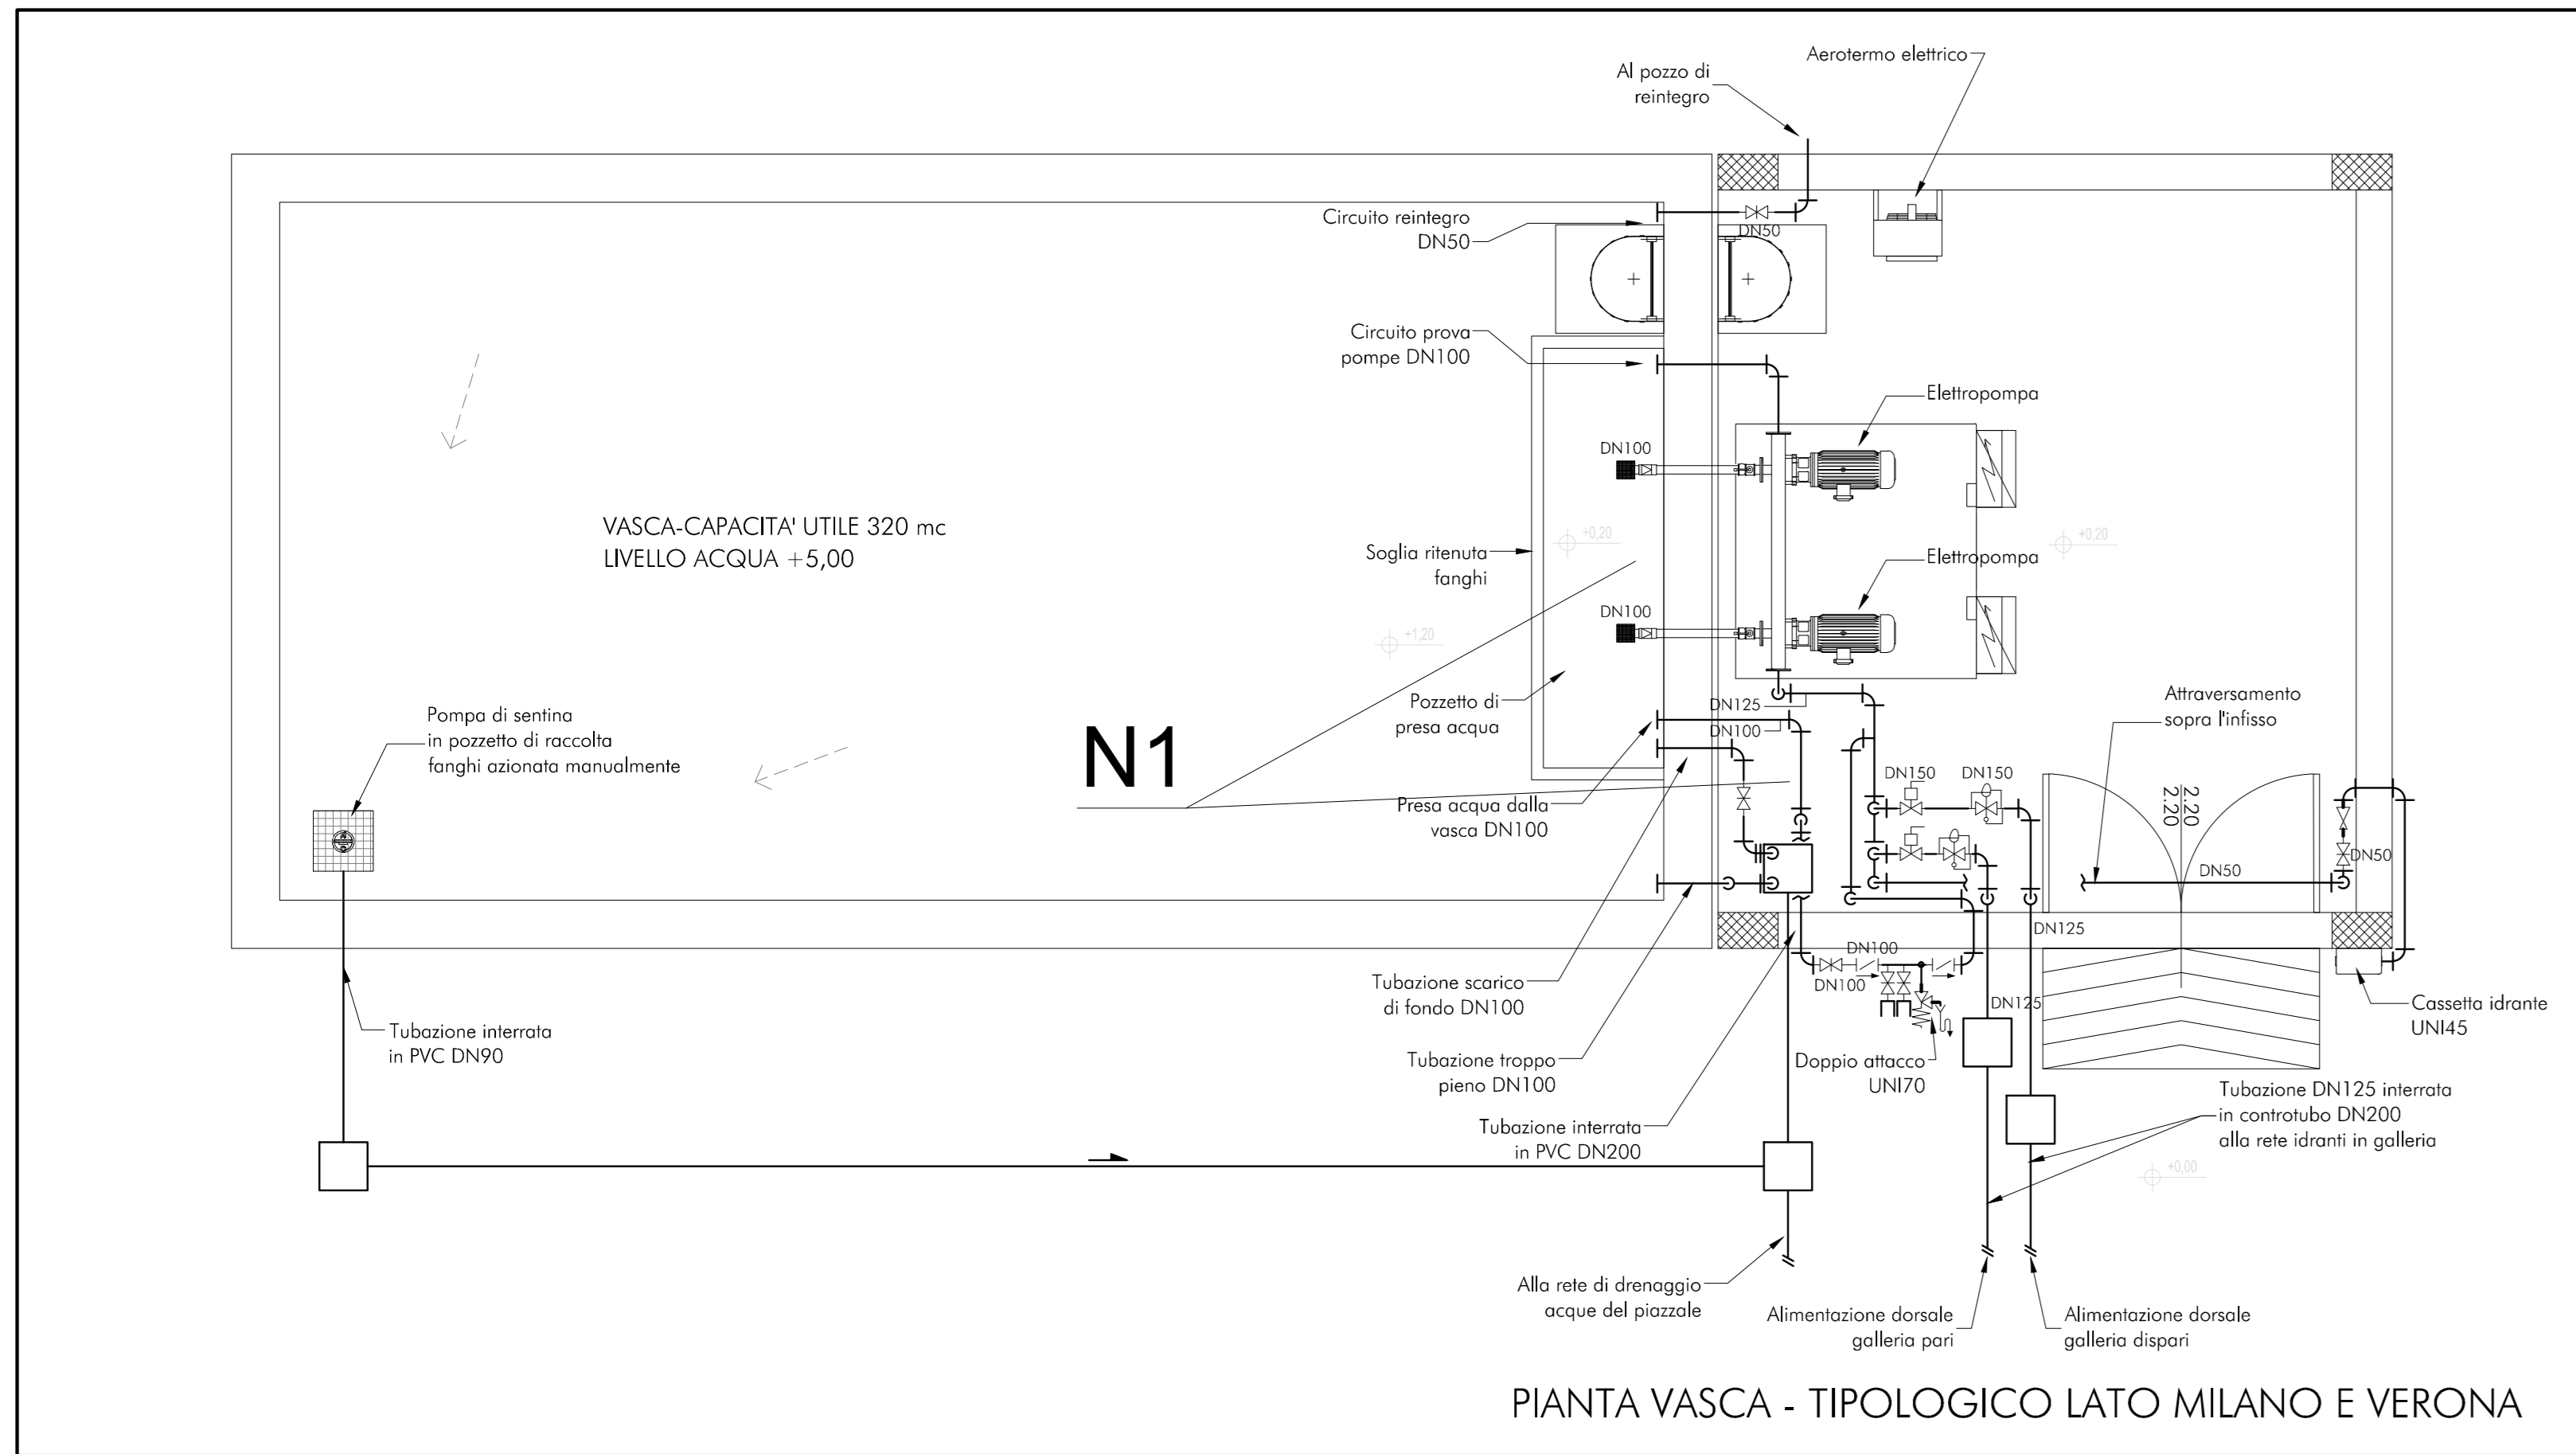 Aerotermo elettrico
Al pozzo di
reintegro
Circuito reintegro
DN50
DN50
Circuito prova
pompe DN100
Elettropompa
DN100
VASCA-CAPACITA' UTILE 320 mc
LIVELLO ACQUA +5,00
+0,20
+0,20
Soglia ritenuta
fanghi
Elettropompa
DN100
+1,20
Pozzetto di
presa acqua
DN125
DN100
Attraversamento
sopra l'infisso
Pompa di sentina
in pozzetto di raccolta
fanghi azionata manualmente
N1
DN150
DN150
2.20
2.20
Presa acqua dalla
vasca DN100
DN50
DN50
DN125
DN100
DN100
DN125
Tubazione scarico
di fondo DN100
Cassetta idrante
UNI45
Tubazione interrata
in PVC DN90
Tubazione troppo
pieno DN100
Doppio attacco
UNI70
Tubazione DN125 interrata
in controtubo DN200
alla rete idranti in galleria
Tubazione interrata
in PVC DN200
+0,00
Alla rete di drenaggio
acque del piazzale
Alimentazione dorsale
galleria pari
Alimentazione dorsale
galleria dispari
PIANTA VASCA - TIPOLOGICO LATO MILANO E VERONA